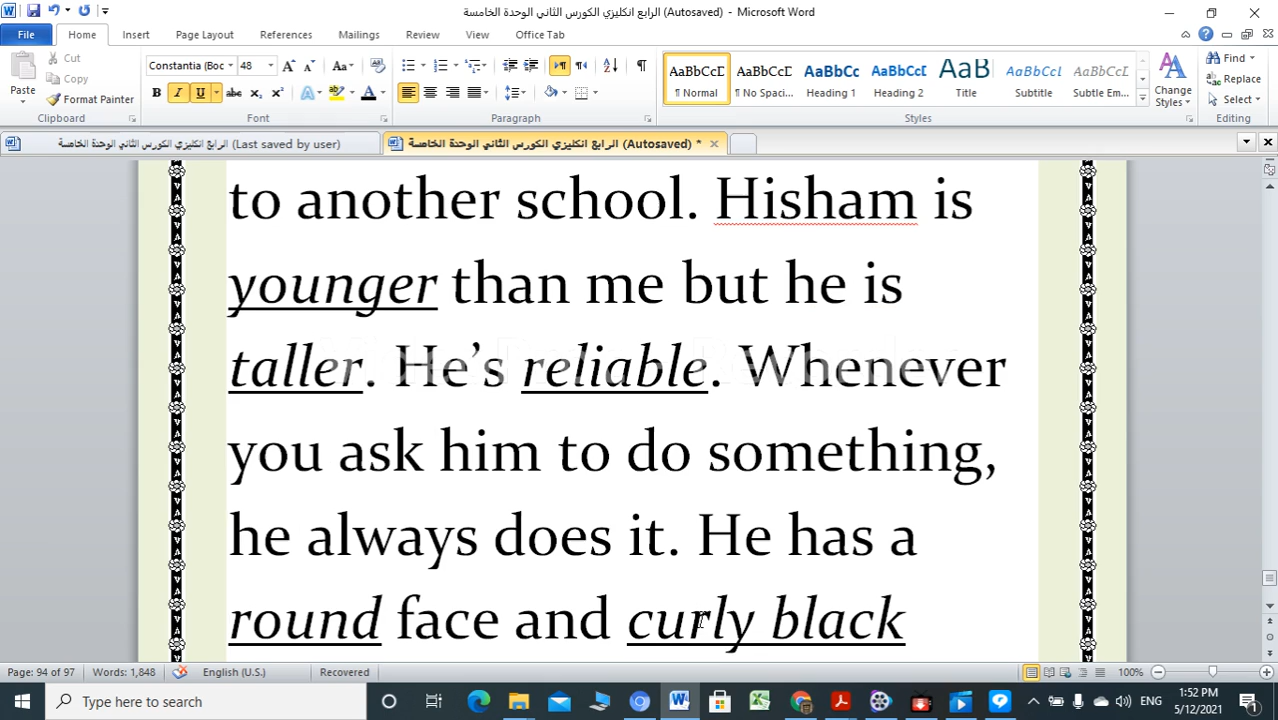 الرابع انكليزي الكورس الثاني الوحدة الخامسة (Autosaved) - Microsoft Word
File Home Insert Page Layout References Mailings Review View Office Tab
Cut
Copy
Paste
Format Painter
Clipboard
Constantia (Boc 48
Font
Paragraph
AaBbCcD AaBbCcD AaBbCc AaBbCcD AaB AaBbCcI AaBbCcD
¶ Normal ¶ No Spaci... Heading 1 Heading 2 Title Subtitle Subtle Em...
Change Styles
Styles
Find
Replace
Select
Editing
الرابع انكليزي الكورس الثاني الوحدة الخامسة (Last saved by user)
الرابع انكليزي الكورس الثاني الوحدة الخامسة (Autosaved) *
to another school. Hisham is
younger than me but he is
taller. He’s reliable. Whenever
you ask him to do something,
he always does it. He has a
round face and curly black
Page: 94 of 97 Words: 1,848 English (U.S.) Recovered 100%
Type here to search
ENG
1:52 PM
5/12/2021